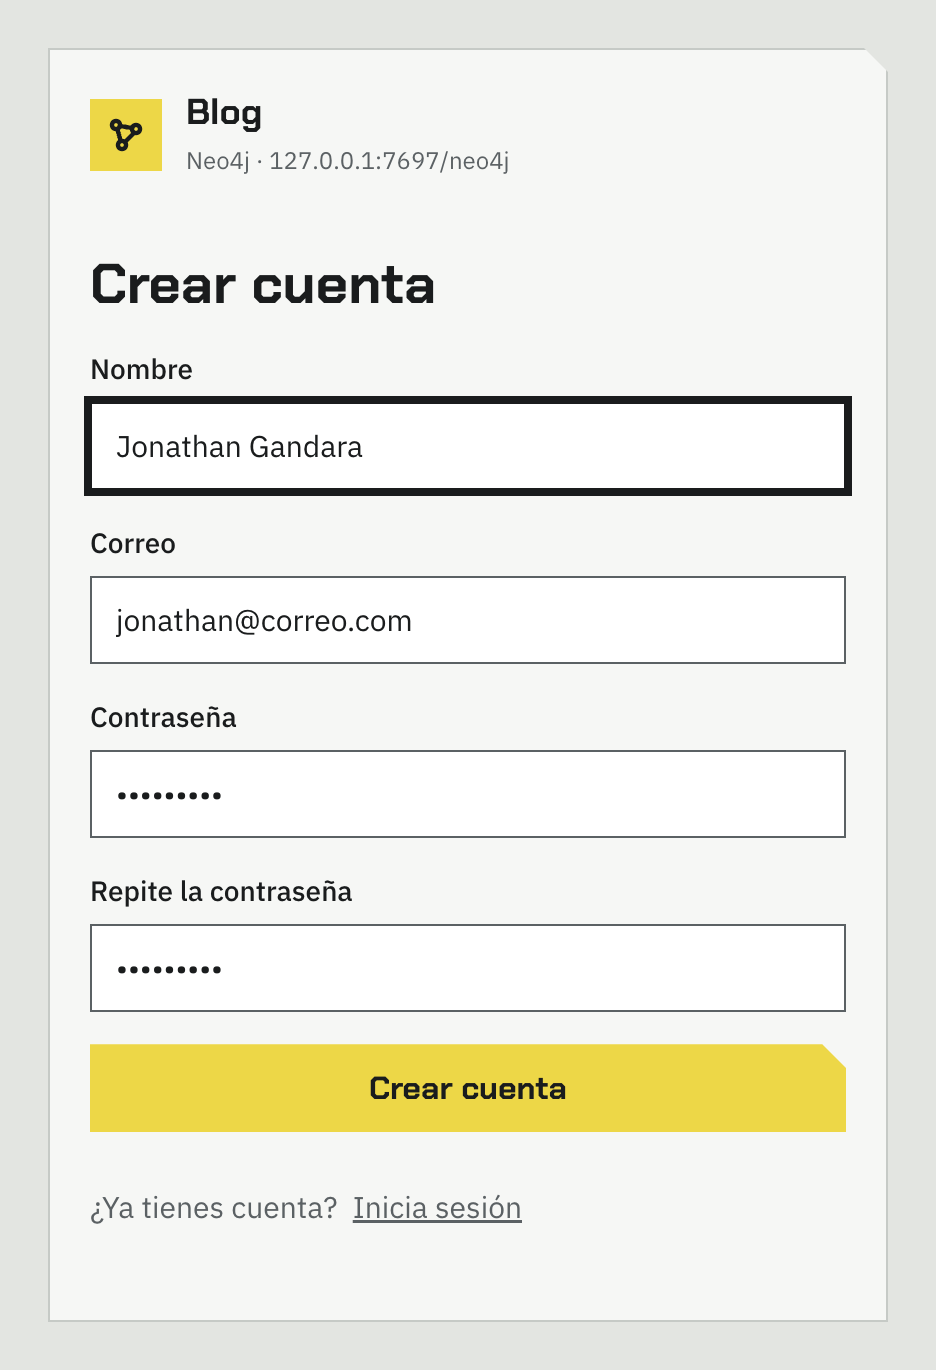 Blog
Neo4j · 127.0.0.1:7697/neo4j
Crear cuenta
Nombre
Jonathan Gandara
Correo
jonathan@correo.com
Contraseña
•••••••••
Repite la contraseña
•••••••••
Crear cuenta
¿Ya tienes cuenta? Inicia sesión